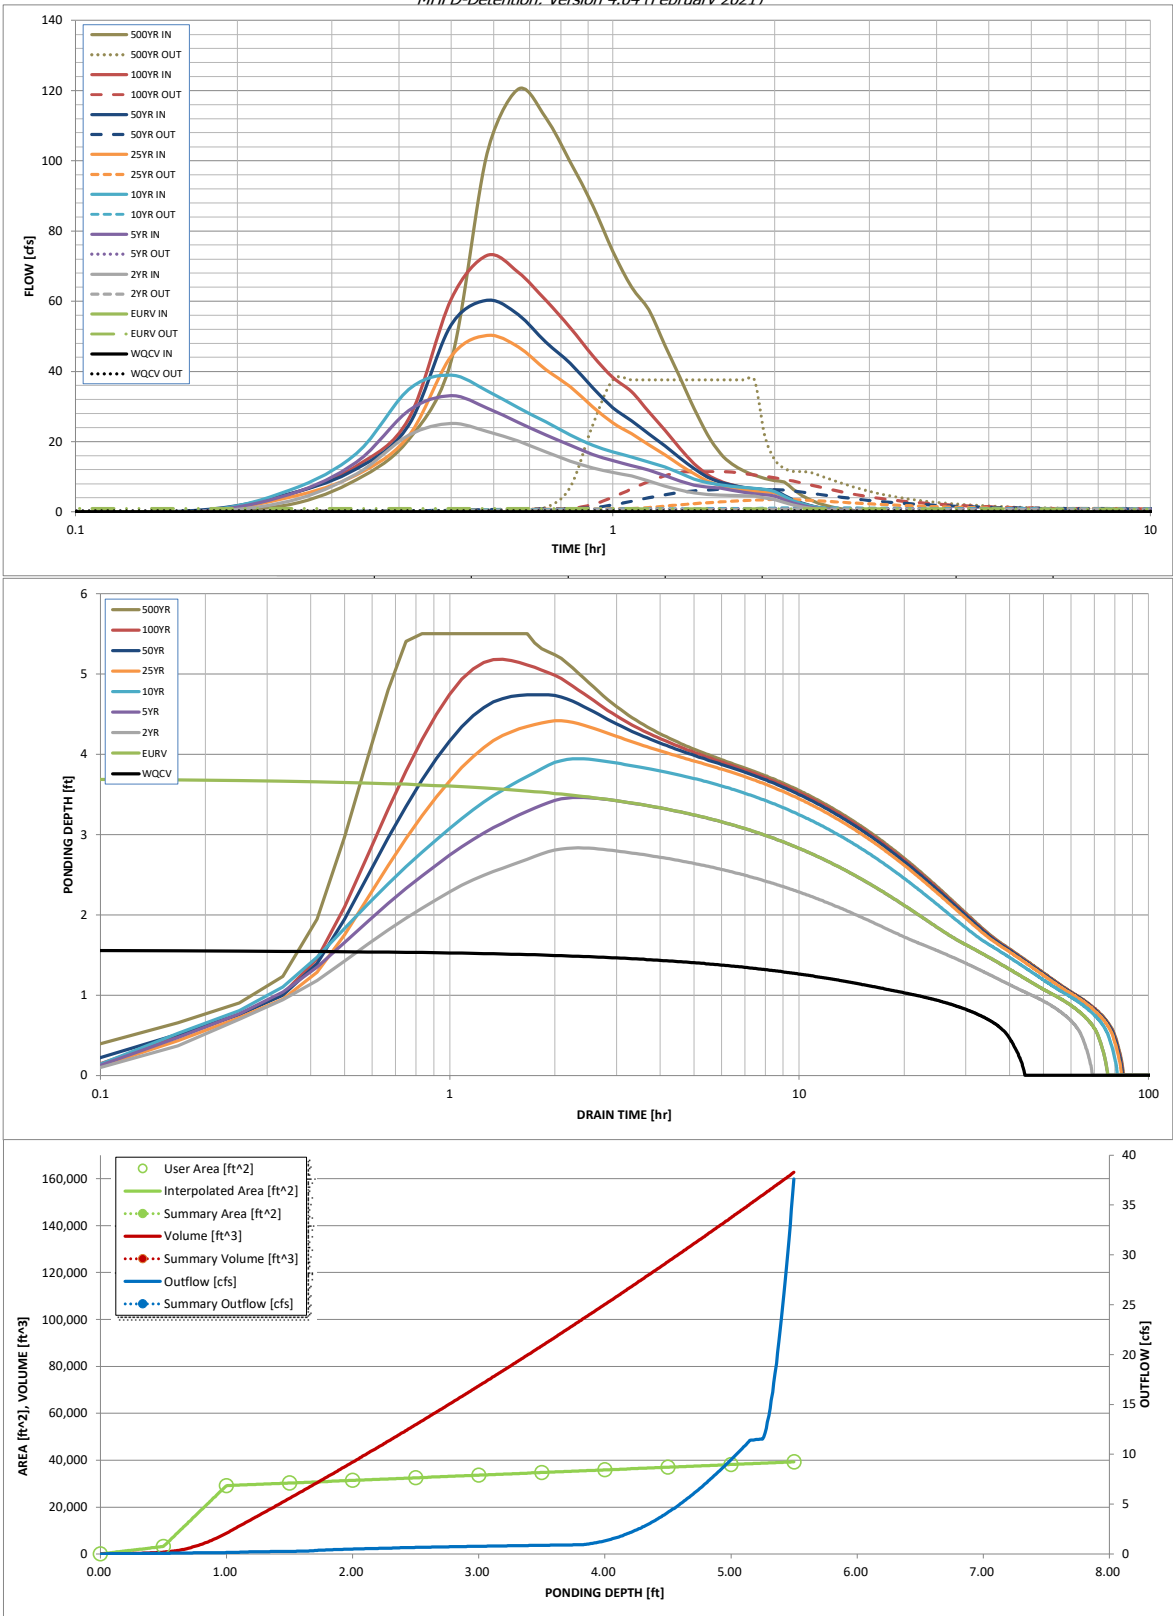 MHFD-Detention, Version 4.04 (February 2021)
140
120
100
80
60
40
20
0
FLOW [cfs]
500YR IN
500YR OUT
100YR IN
100YR OUT
50YR IN
50YR OUT
25YR IN
25YR OUT
10YR IN
10YR OUT
5YR IN
5YR OUT
2YR IN
2YR OUT
EURV IN
EURV OUT
WQCV IN
WQCV OUT
0.1
1
10
TIME [hr]
6
5
4
3
2
1
0
PONDING DEPTH [ft]
500YR
100YR
50YR
25YR
10YR
5YR
2YR
EURV
WQCV
0.1
1
10
100
DRAIN TIME [hr]
160,000
140,000
120,000
100,000
80,000
60,000
40,000
20,000
0
AREA [ft^2], VOLUME [ft^3]
User Area [ft^2]
Interpolated Area [ft^2]
Summary Area [ft^2]
Volume [ft^3]
Summary Volume [ft^3]
Outflow [cfs]
Summary Outflow [cfs]
40
35
30
25
20
15
10
5
0
OUTFLOW [cfs]
0.00
1.00
2.00
3.00
4.00
5.00
6.00
7.00
8.00
PONDING DEPTH [ft]